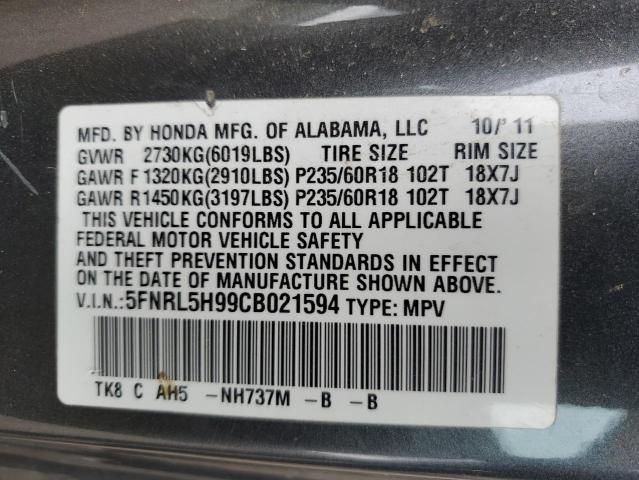 MFD. BY HONDA MFG. OF ALABAMA, LLC 10/'11
GVWR 2730KG(6019LBS) TIRE SIZE RIM SIZE
GAWR F 1320KG(2910LBS) P235/60R18 102T 18X7J
GAWR R1450KG(3197LBS) P235/60R18 102T 18X7J
THIS VEHICLE CONFORMS TO ALL APPLICABLE
FEDERAL MOTOR VEHICLE SAFETY
AND THEFT PREVENTION STANDARDS IN EFFECT
ON THE DATE OF MANUFACTURE SHOWN ABOVE.
V.I.N.:5FNRL5H99CB021594 TYPE: MPV
TK8 C AH5 -NH737M -B -B